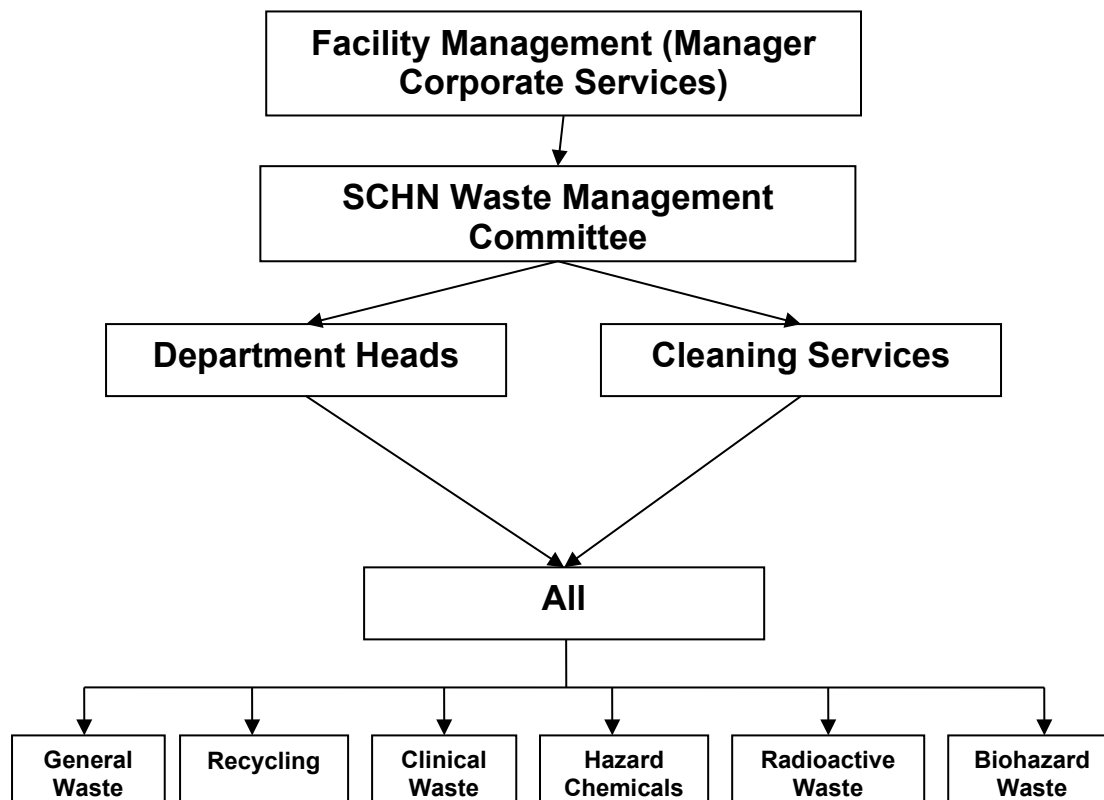 Facility Management (Manager
Corporate Services)
SCHN Waste Management
Committee
Department Heads
Cleaning Services
All
General
Waste
Recycling
Clinical
Waste
Hazard
Chemicals
Radioactive
Waste
Biohazard
Waste